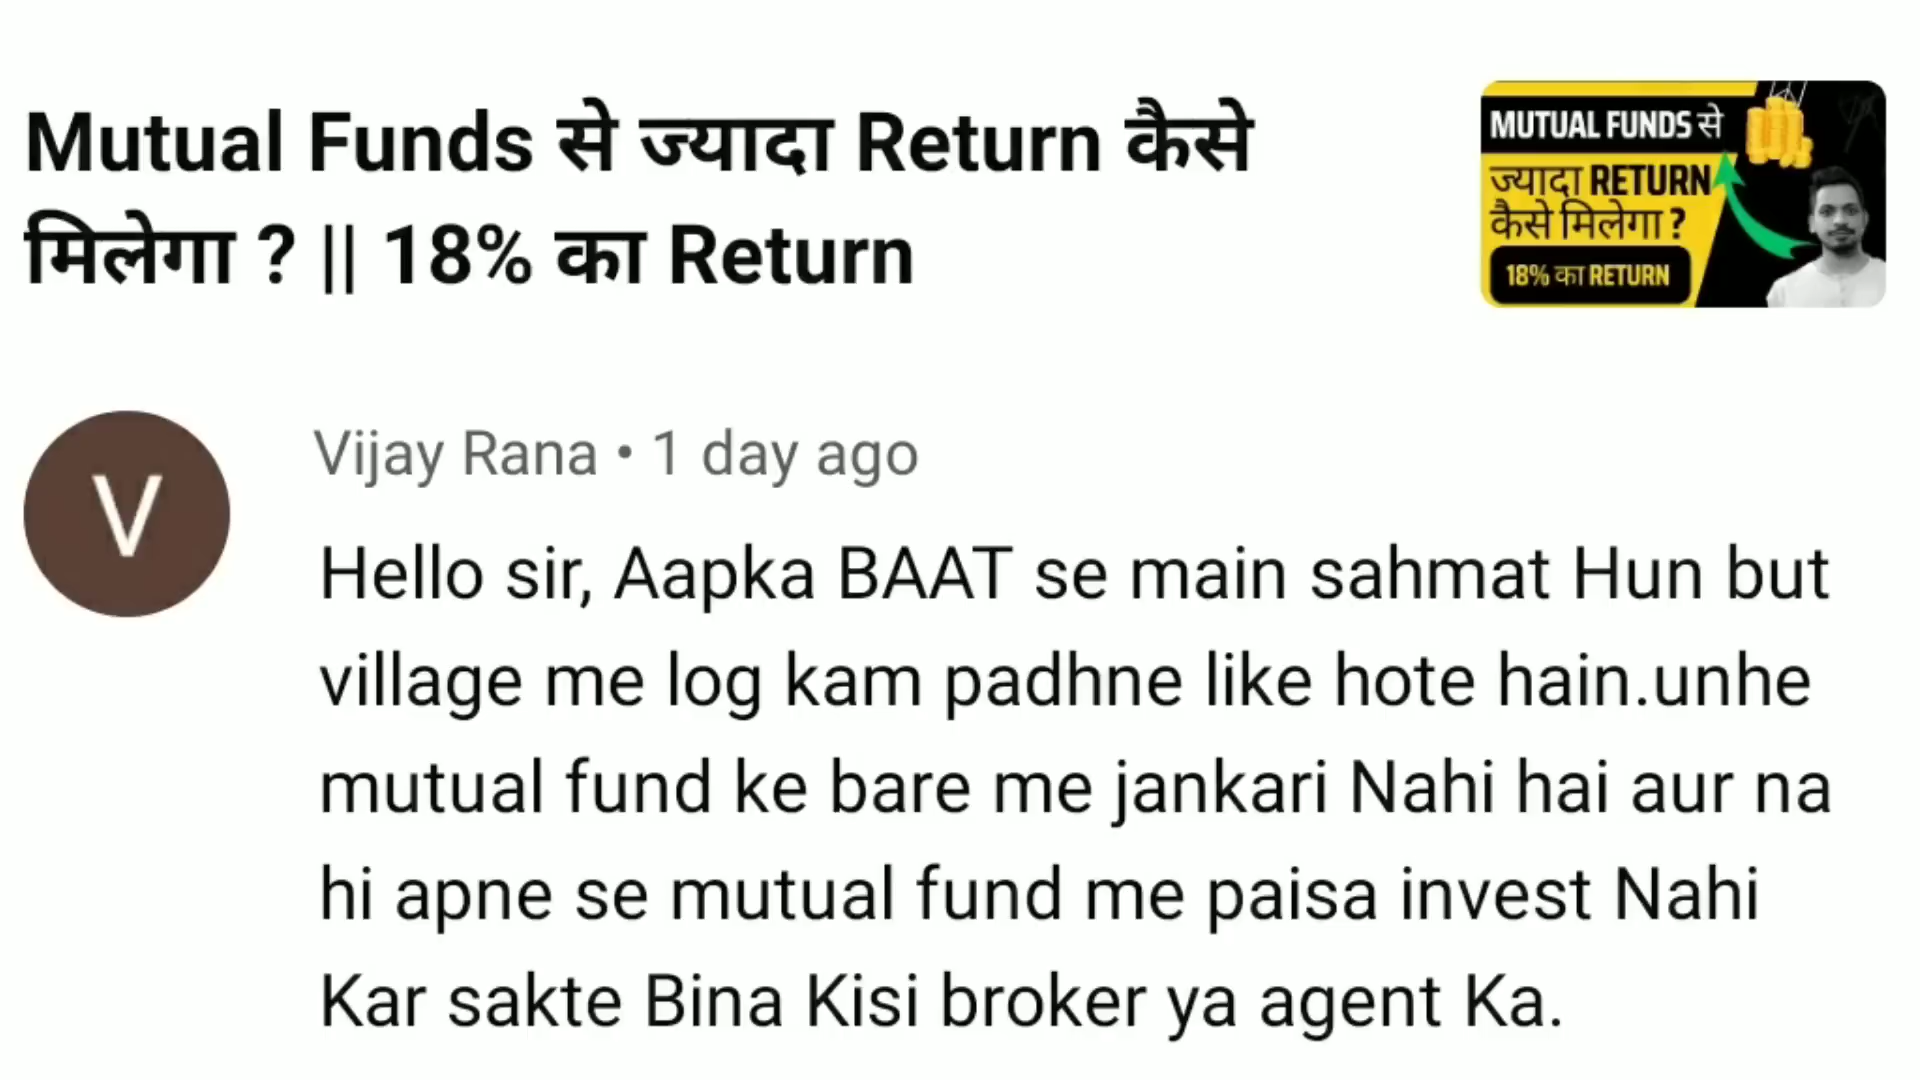 Mutual Funds से ज्यादा Return कैसे
मिलेगा ? || 18% का Return
MUTUAL FUNDS से
ज्यादा RETURN
कैसे मिलेगा ?
18% का RETURN
V
Vijay Rana • 1 day ago
Hello sir, Aapka BAAT se main sahmat Hun but
village me log kam padhne like hote hain.unhe
mutual fund ke bare me jankari Nahi hai aur na
hi apne se mutual fund me paisa invest Nahi
Kar sakte Bina Kisi broker ya agent Ka.